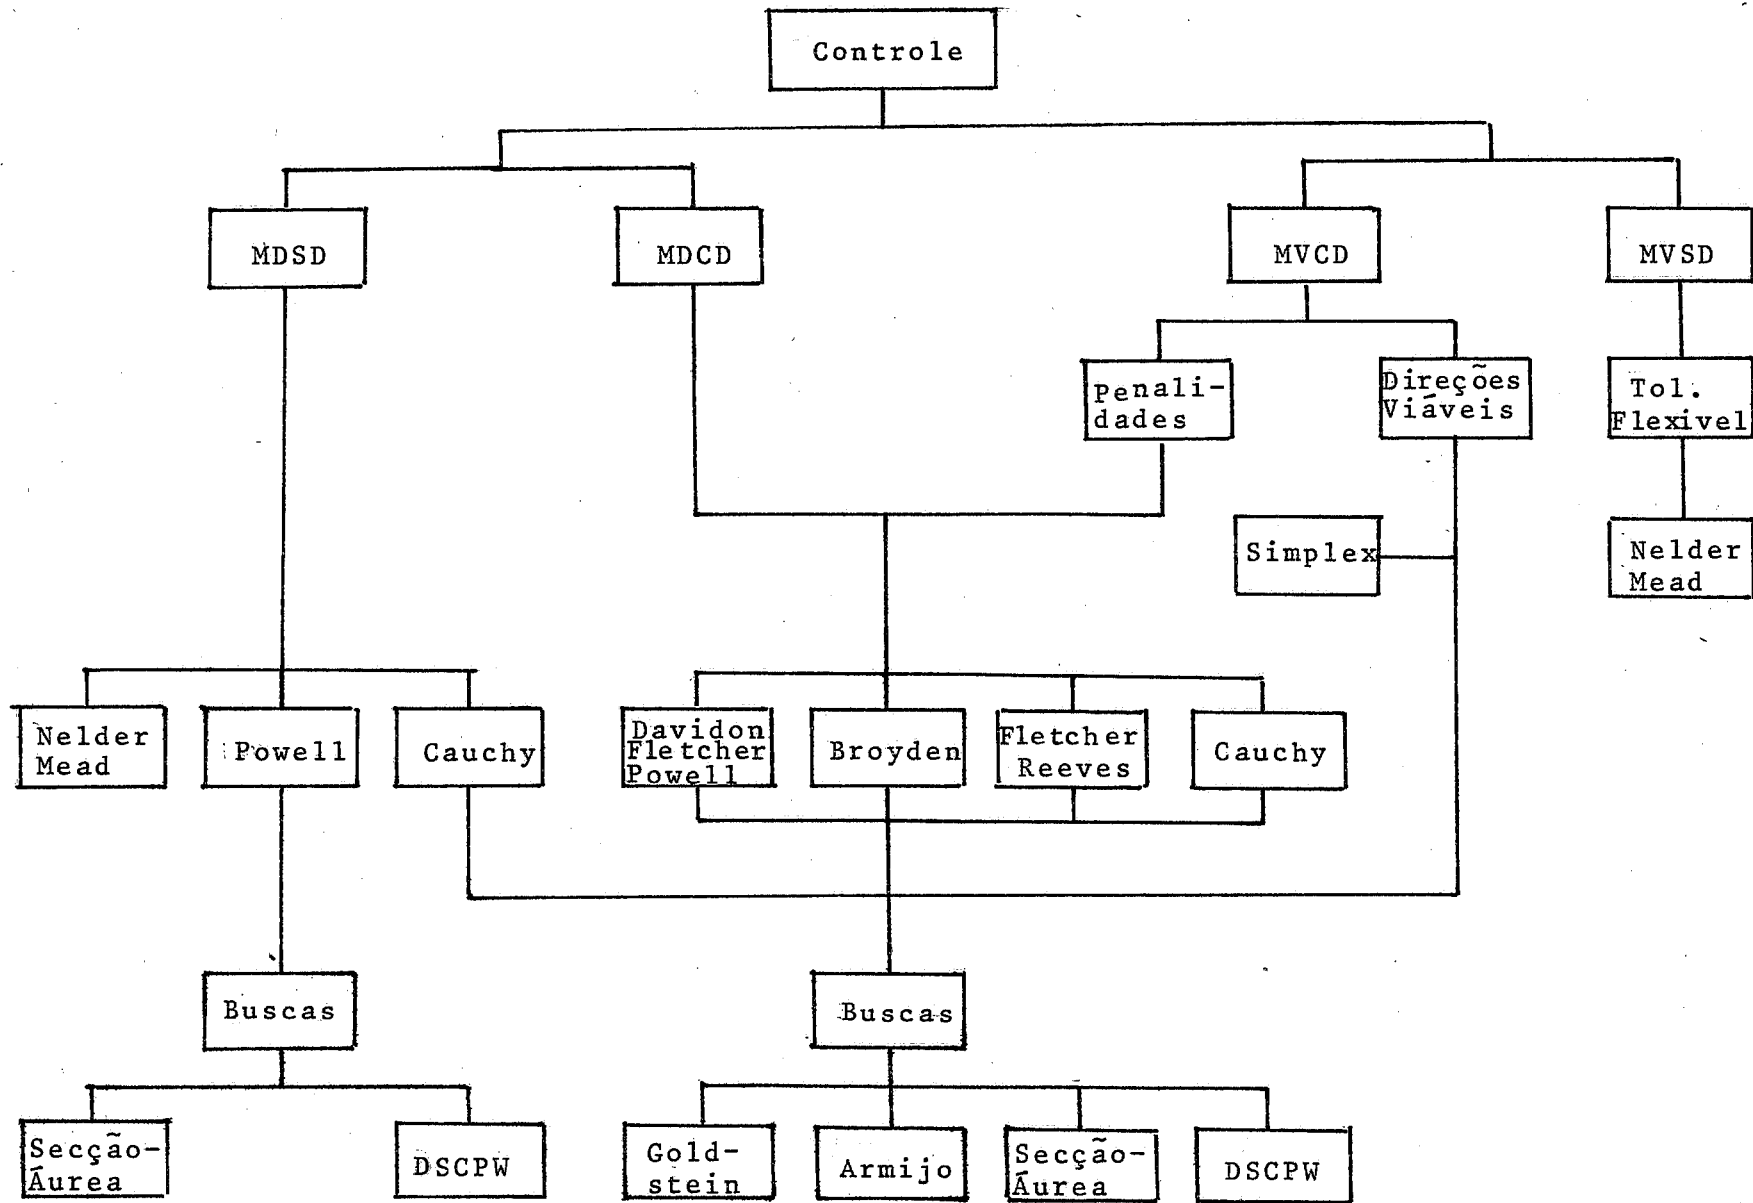 Controle
MDSD
MDCD
MVCD
MVSD
Penali-
dades
Direções
Viáveis
Tol.
Flexivel
Simplex
Nelder
Mead
Nelder
Mead
Powell
Cauchy
Davidon
Fletcher
Powell
Broyden
Fletcher
Reeves
Cauchy
Buscas
Buscas
Secção-
Áurea
DSCPW
Gold-
stein
Armijo
Secção-
Áurea
DSCPW